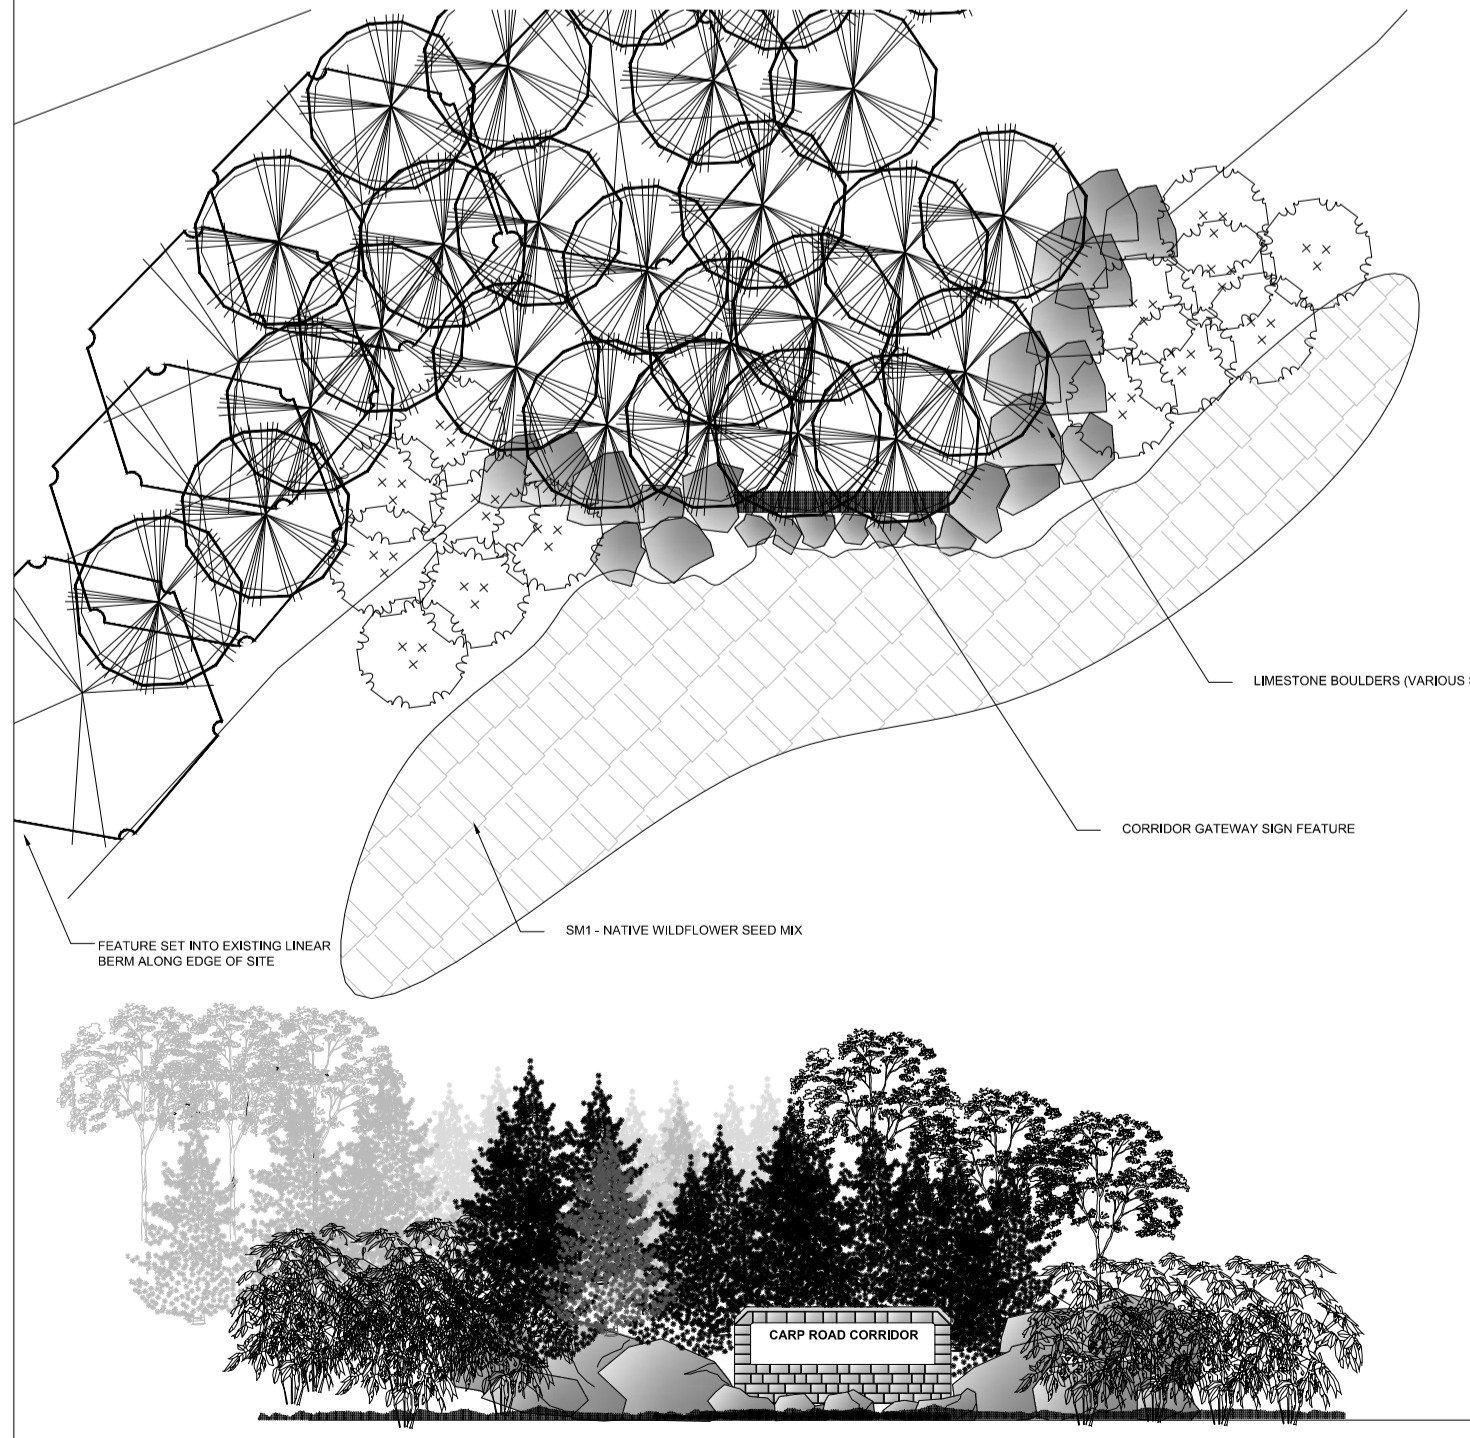 LIMESTONE BOULDERS (VARIOUS
CORRIDOR GATEWAY SIGN FEATURE
SM1 - NATIVE WILDFLOWER SEED MIX
FEATURE SET INTO EXISTING LINEAR
BERM ALONG EDGE OF SITE
CARP ROAD CORRIDOR